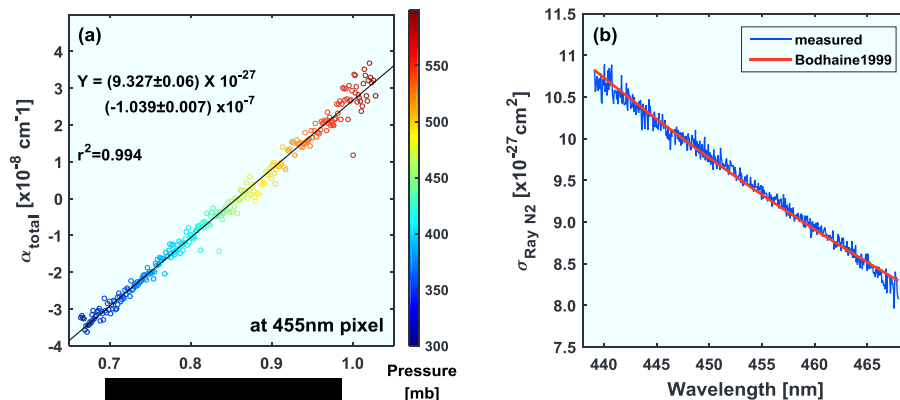 (a)
Y = (9.327±0.06) X 10-27
(-1.039±0.007) x10-7
r2=0.994
at 455nm pixel
αtotal [x10-8 cm-1]
4
3
2
1
0
-1
-2
-3
-4
0.7
0.8
0.9
1.0
550
500
450
400
350
300
Pressure
[mb]
(b)
measured
Bodhaine1999
σRay N2 [x10-27 cm2]
11.5
11
10.5
10
9.5
9.0
8.5
8.0
7.5
440
445
450
455
460
465
Wavelength [nm]